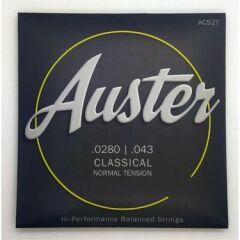 ACS27
Auster
.0280 | .043
CLASSICAL
NORMAL TENSION
Hi-Performance Balanced Strings